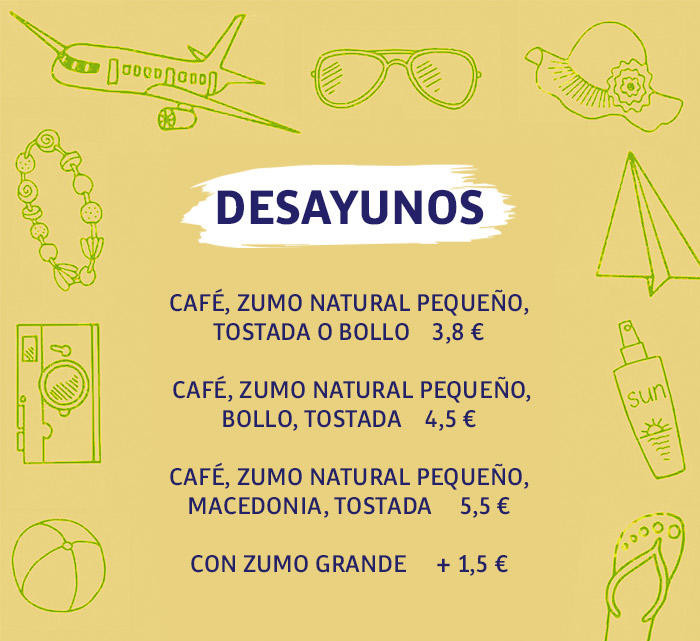 DESAYUNOS
CAFÉ, ZUMO NATURAL PEQUEÑO,
TOSTADA O BOLLO 3,8 €
CAFÉ, ZUMO NATURAL PEQUEÑO,
BOLLO, TOSTADA 4,5 €
CAFÉ, ZUMO NATURAL PEQUEÑO,
MACEDONIA, TOSTADA 5,5 €
CON ZUMO GRANDE + 1,5 €
sun